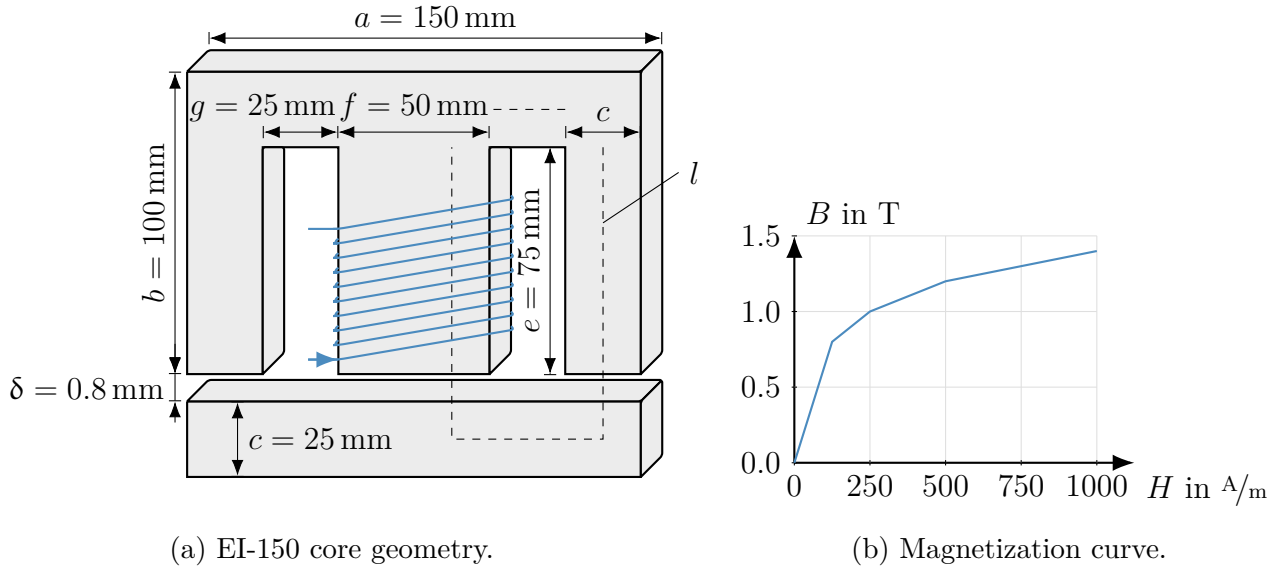 a = 150 mm
g = 25 mm
f = 50 mm
c
b = 100 mm
e = 75 mm
l
δ = 0.8 mm
c = 25 mm
(a) EI-150 core geometry.
B in T
1.5
1.0
0.5
0.0
0
250
500
750
1000
H in A/m
(b) Magnetization curve.